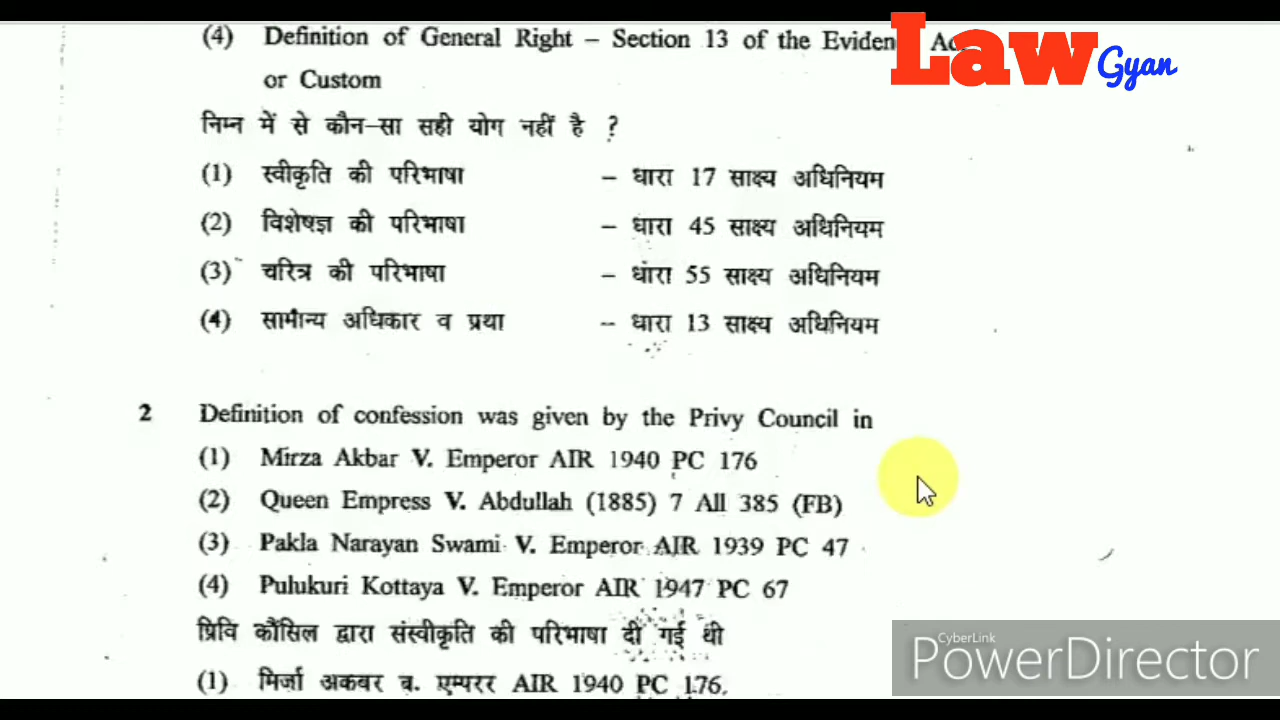 (4) Definition of General Right – Section 13 of the Eviden
or Custom
Law Gyan
निम्न में से कौन-सा सही योग नहीं है ?
(1) स्वीकृति की परिभाषा – धारा 17 साक्ष्य अधिनियम
(2) विशेषज्ञ की परिभाषा – धारा 45 साक्ष्य अधिनियम
(3) चरित्र की परिभाषा – धारा 55 साक्ष्य अधिनियम
(4) सामान्य अधिकार व प्रथा – धारा 13 साक्ष्य अधिनियम
2 Definition of confession was given by the Privy Council in
(1) Mirza Akbar V. Emperor AIR 1940 PC 176
(2) Queen Empress V. Abdullah (1885) 7 All 385 (FB)
(3) Pakla Narayan Swami V. Emperor AIR 1939 PC 47
(4) Pulukuri Kottaya V. Emperor AIR 1947 PC 67
प्रिवि कौंसिल द्वारा संस्वीकृति की परिभाषा दी गई थी
(1) मिर्जा अकबर व. एम्परर AIR 1940 PC 176.
CyberLink
PowerDirector